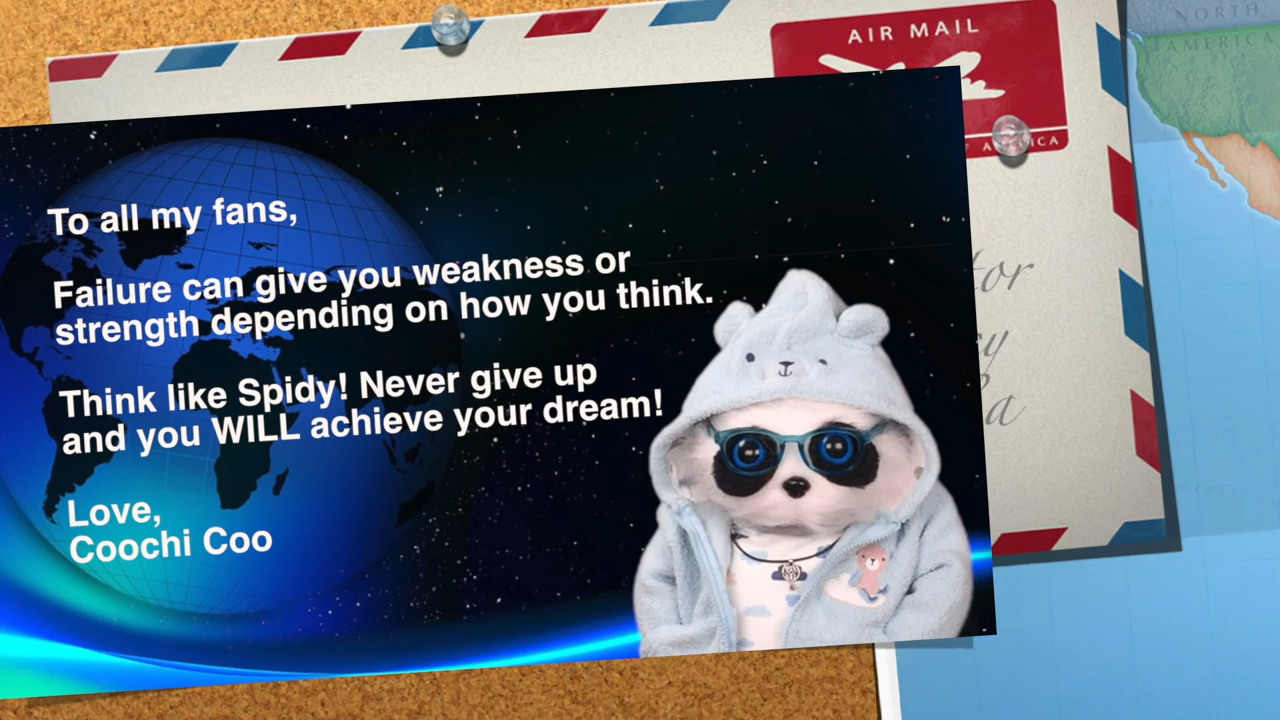 AIR MAIL
NORTH
AMERICA
To all my fans,
Failure can give you weakness or
strength depending on how you think.
Think like Spidy! Never give up
and you WILL achieve your dream!
Love,
Coochi Coo